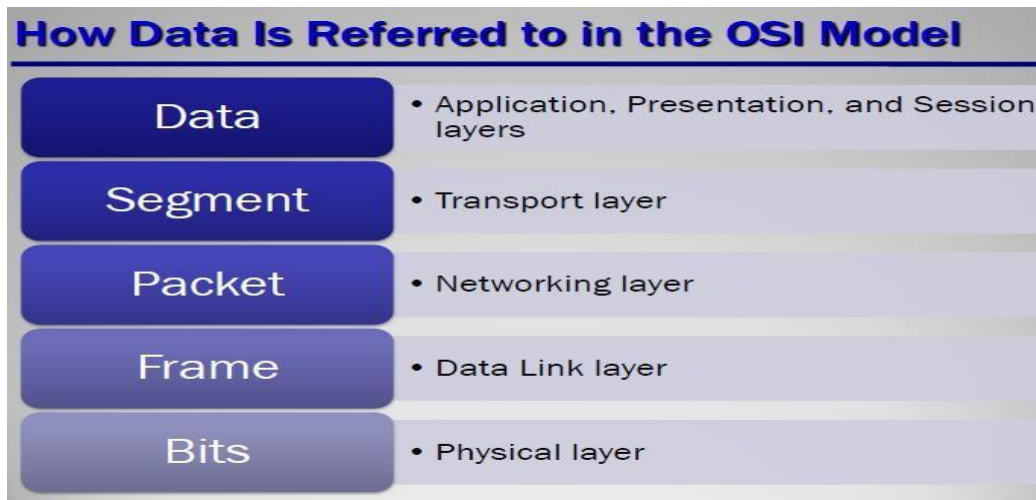 How Data Is Referred to in the OSI Model
Data
• Application, Presentation, and Session
layers
Segment
• Transport layer
Packet
• Networking layer
Frame
• Data Link layer
Bits
• Physical layer